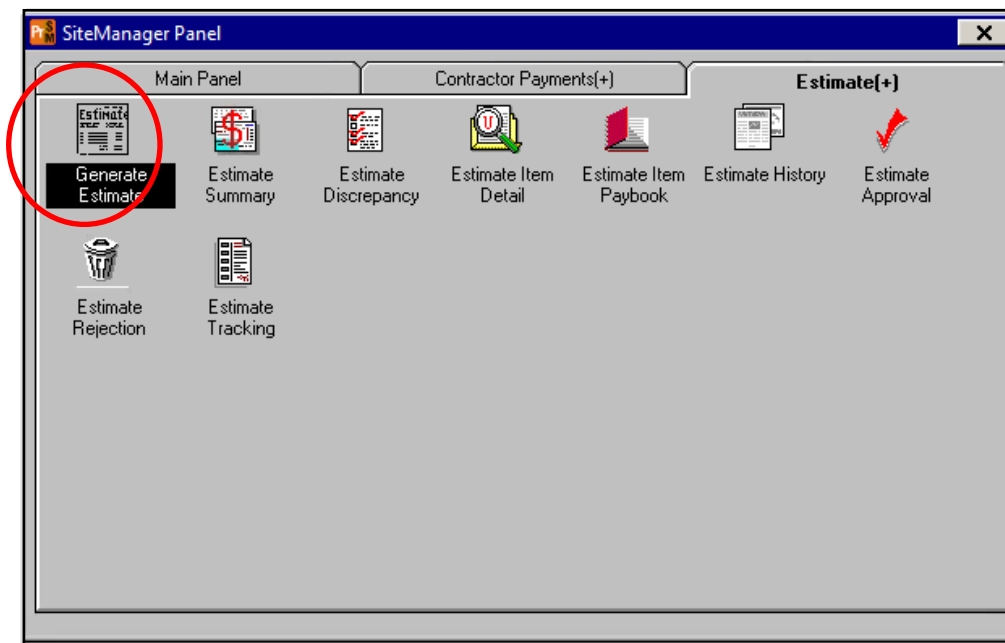 SiteManager Panel
Main Panel
Contractor Payments(+)
Estimate(+)
Estimate
Generate
Estimate
Estimate
Summary
Estimate
Discrepancy
Estimate Item
Detail
Estimate Item
Paybook
Estimate History
Estimate
Approval
Estimate
Rejection
Estimate
Tracking